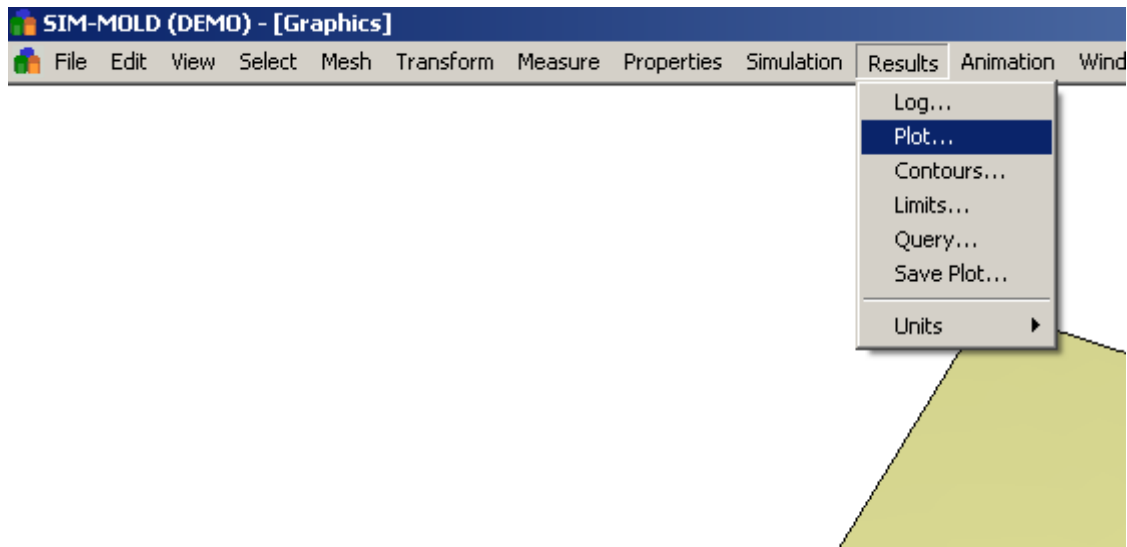 SIM-MOLD (DEMO) - [Graphics]
File Edit View Select Mesh Transform Measure Properties Simulation Results Animation Wind
Log...
Plot...
Contours...
Limits...
Query...
Save Plot...
Units